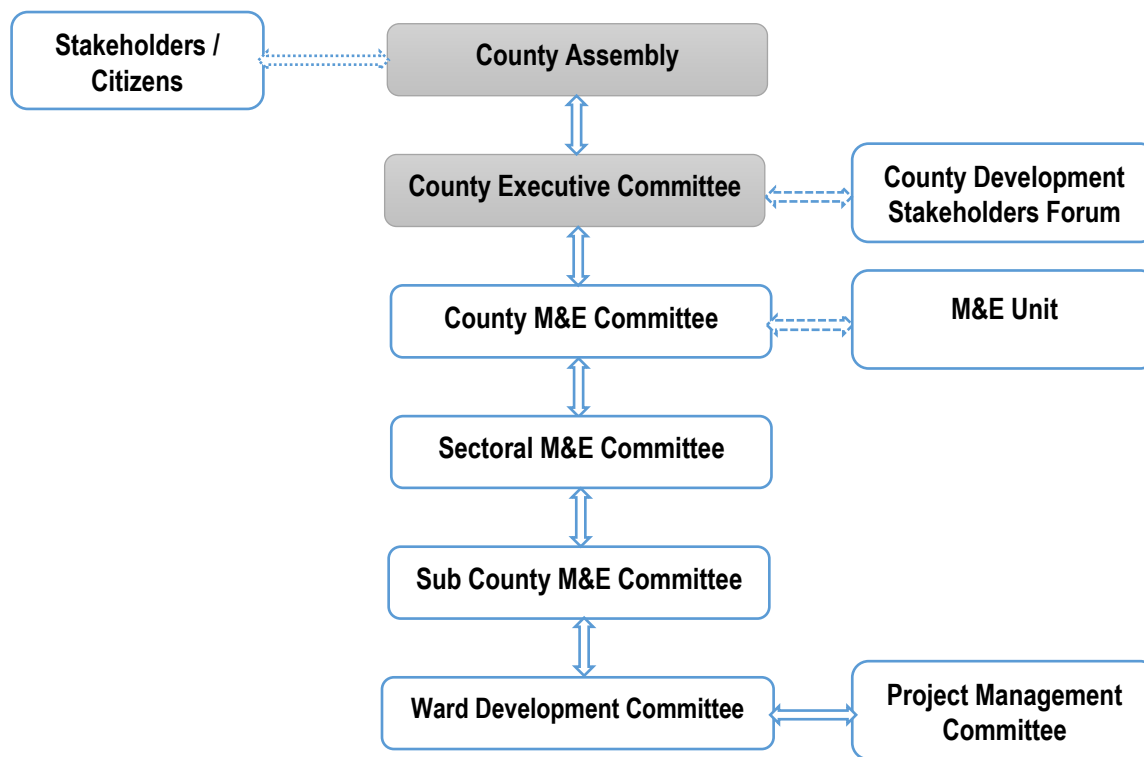 Stakeholders /
Citizens
County Assembly
County Executive Committee
County Development
Stakeholders Forum
County M&E Committee
M&E Unit
Sectoral M&E Committee
Sub County M&E Committee
Ward Development Committee
Project Management
Committee